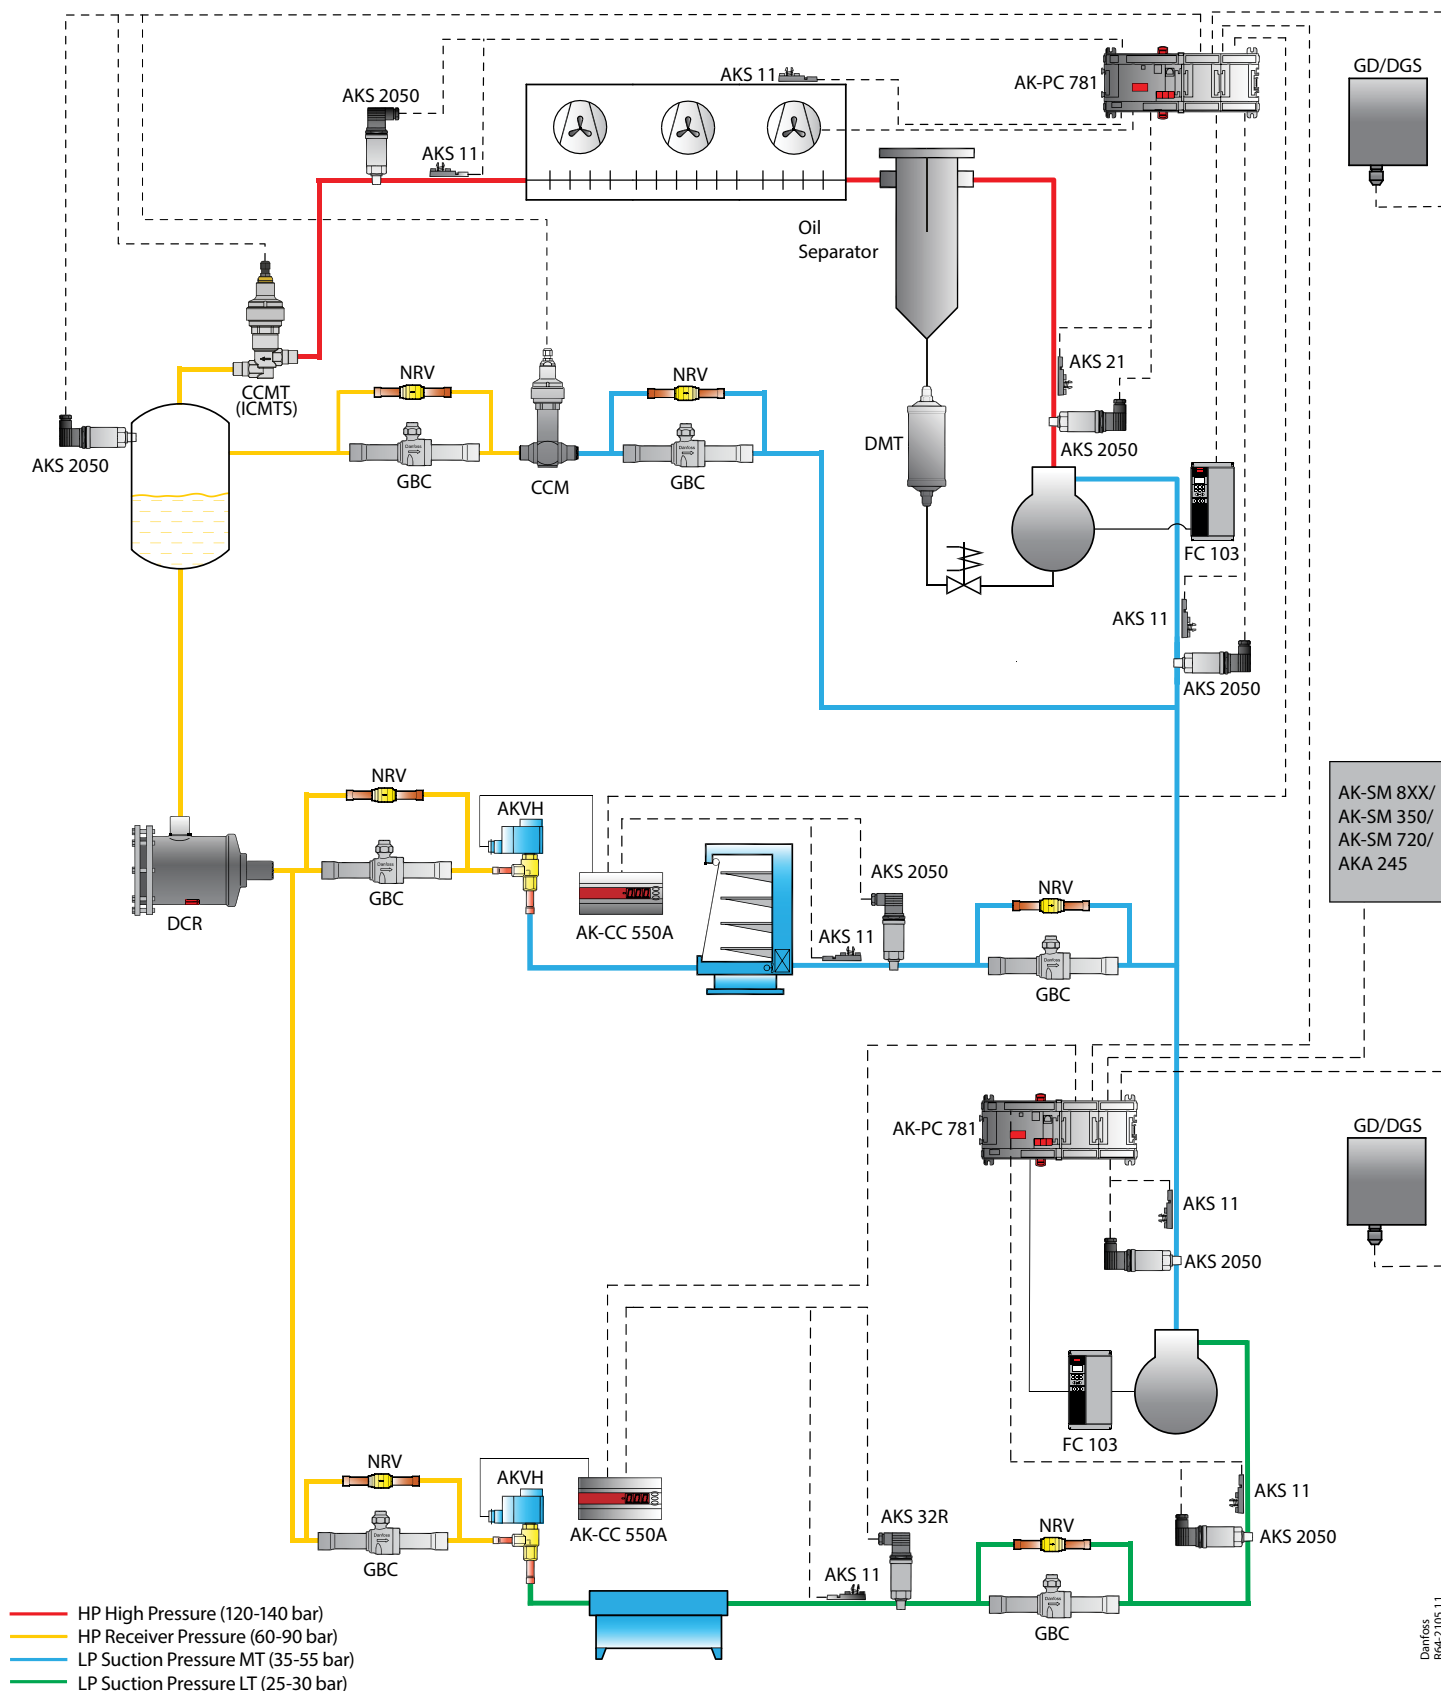 GD/DGS
AKS 11
AK-PC 781
AKS 2050
AKS 11
Oil
Separator
AKS 21
CCMT
(ICMTS)
NRV
NRV
AKS 2050
DMT
AKS 2050
GBC
CCM
GBC
FC 103
AKS 11
AKS 2050
NRV
AKVH
AK-SM 8XX/
AK-SM 350/
AK-SM 720/
AKA 245
AKS 2050
NRV
GBC
DCR
AK-CC 550A
AKS 11
GBC
AK-PC 781
GD/DGS
AKS 11
AKS 2050
FC 103
NRV
AKVH
AKS 11
AKS 32R
NRV
AK-CC 550A
AKS 2050
GBC
AKS 11
GBC
HP High Pressure (120-140 bar)
HP Receiver Pressure (60-90 bar)
LP Suction Pressure MT (35-55 bar)
LP Suction Pressure LT (25-30 bar)
Danfoss
R64-2105.11